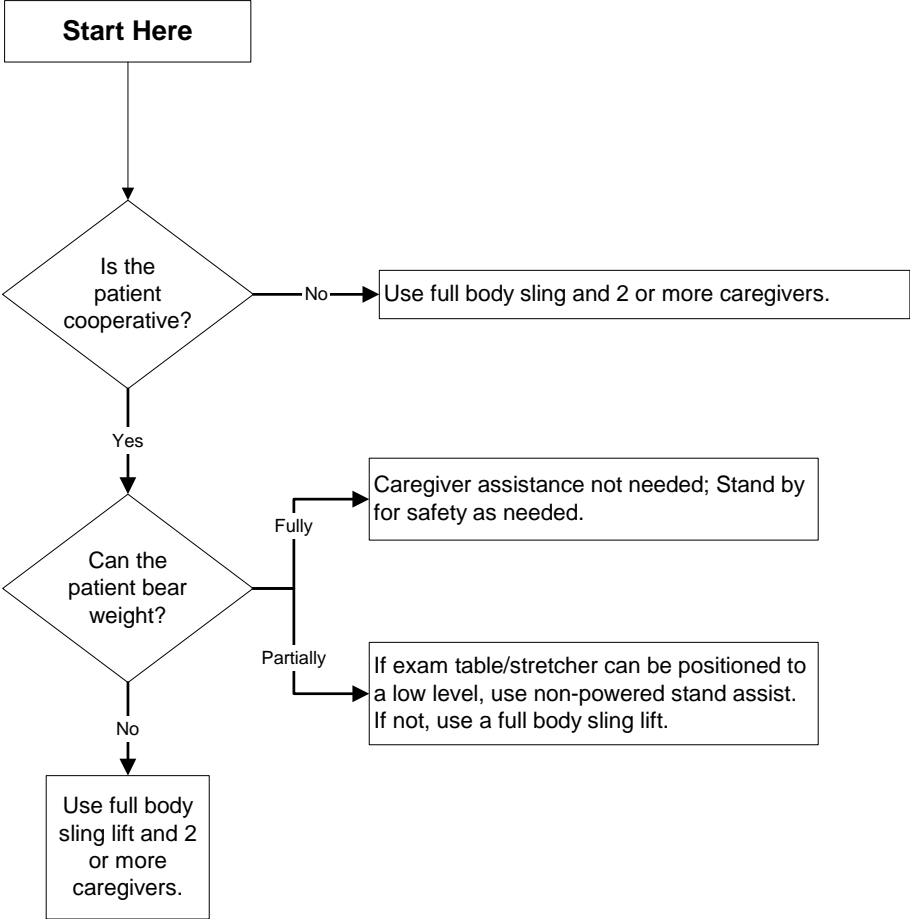 Start Here
Is the
patient
cooperative?
No
Use full body sling and 2 or more caregivers.
Yes
Can the
patient bear
weight?
Fully
Caregiver assistance not needed; Stand by
for safety as needed.
Partially
If exam table/stretcher can be positioned to
a low level, use non-powered stand assist.
If not, use a full body sling lift.
No
Use full body
sling lift and 2
or more
caregivers.